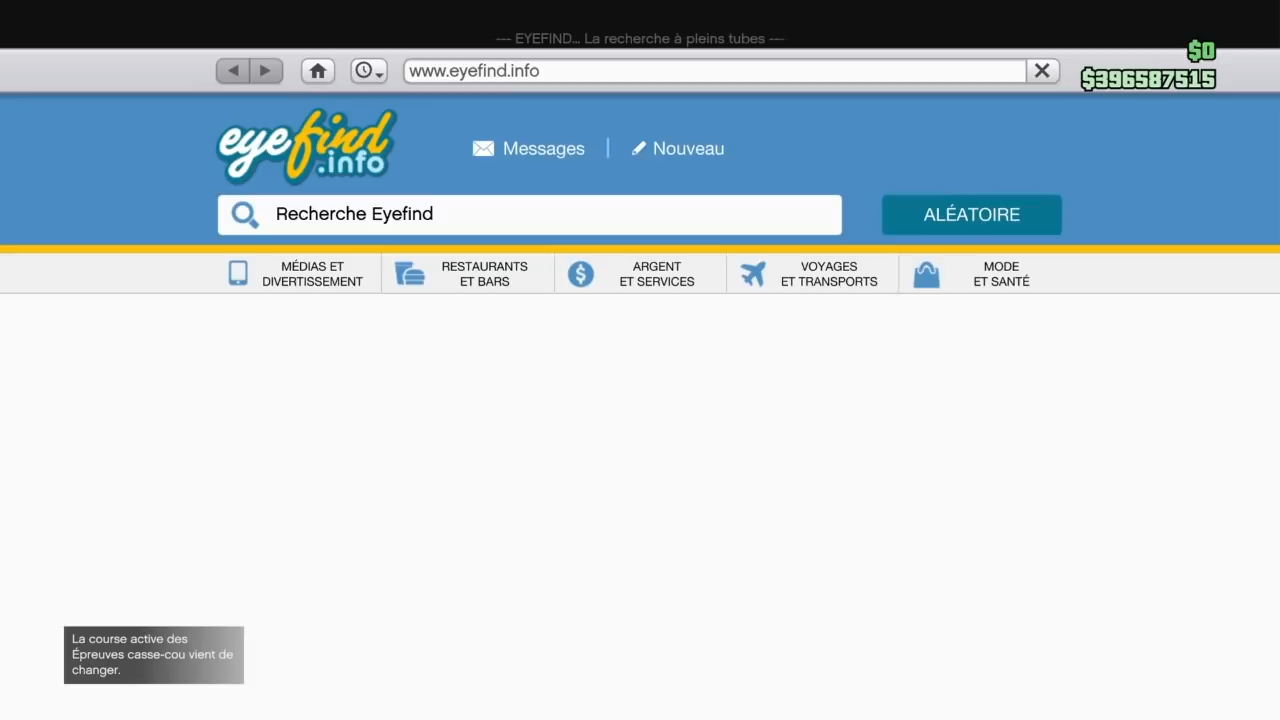 --- EYEFIND... La recherche à pleins tubes ---
$0
www.eyefind.info
$396587515
eyefind
.info
Messages
Nouveau
Recherche Eyefind
ALÉATOIRE
MÉDIAS ET
DIVERTISSEMENT
RESTAURANTS
ET BARS
ARGENT
ET SERVICES
VOYAGES
ET TRANSPORTS
MODE
ET SANTÉ
La course active des
Épreuves casse-cou vient de
changer.